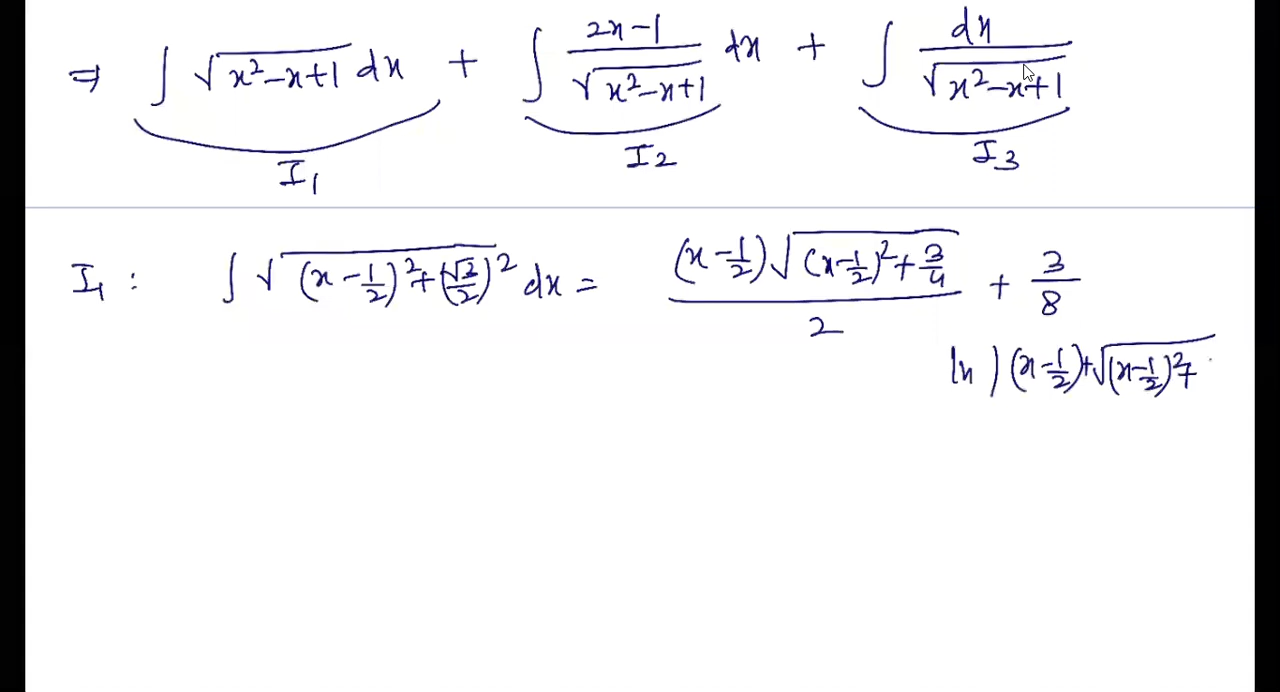 ⇒ ∫ √(x²-x+1) dx + ∫ (2x-1)/√(x²-x+1) dx + ∫ dx/√(x²-x+1)
I₁ I₂ I₃
I₁ : ∫ √((x-1/2)²+(√3/2)²) dx = (x-1/2)√((x-1/2)²+3/4)/2 + 3/8
ln |(x-1/2)+√((x-1/2)²+